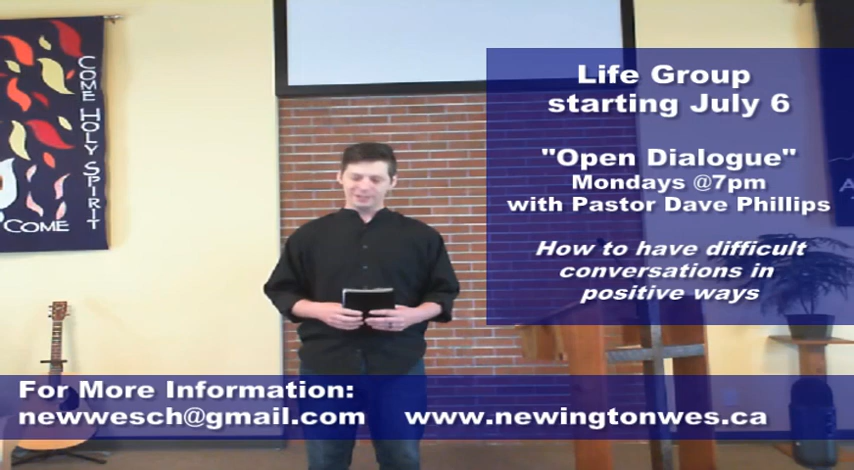 COME HOLY SPIRIT
COME
Life Group
starting July 6
"Open Dialogue"
Mondays @7pm
with Pastor Dave Phillips
How to have difficult
conversations in
positive ways
For More Information:
newwesch@gmail.com www.newingtonwes.ca